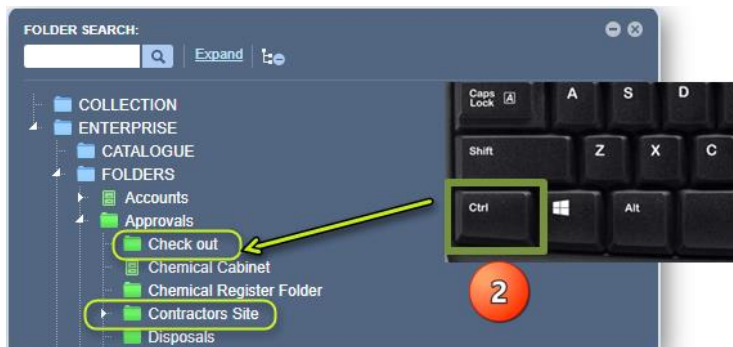 FOLDER SEARCH:
Expand
COLLECTION
ENTERPRISE
CATALOGUE
FOLDERS
Accounts
Approvals
Check out
Chemical Cabinet
Chemical Register Folder
Contractors Site
Disposals
Caps Lock A A S D
Shift Z X C
Ctrl Alt
2